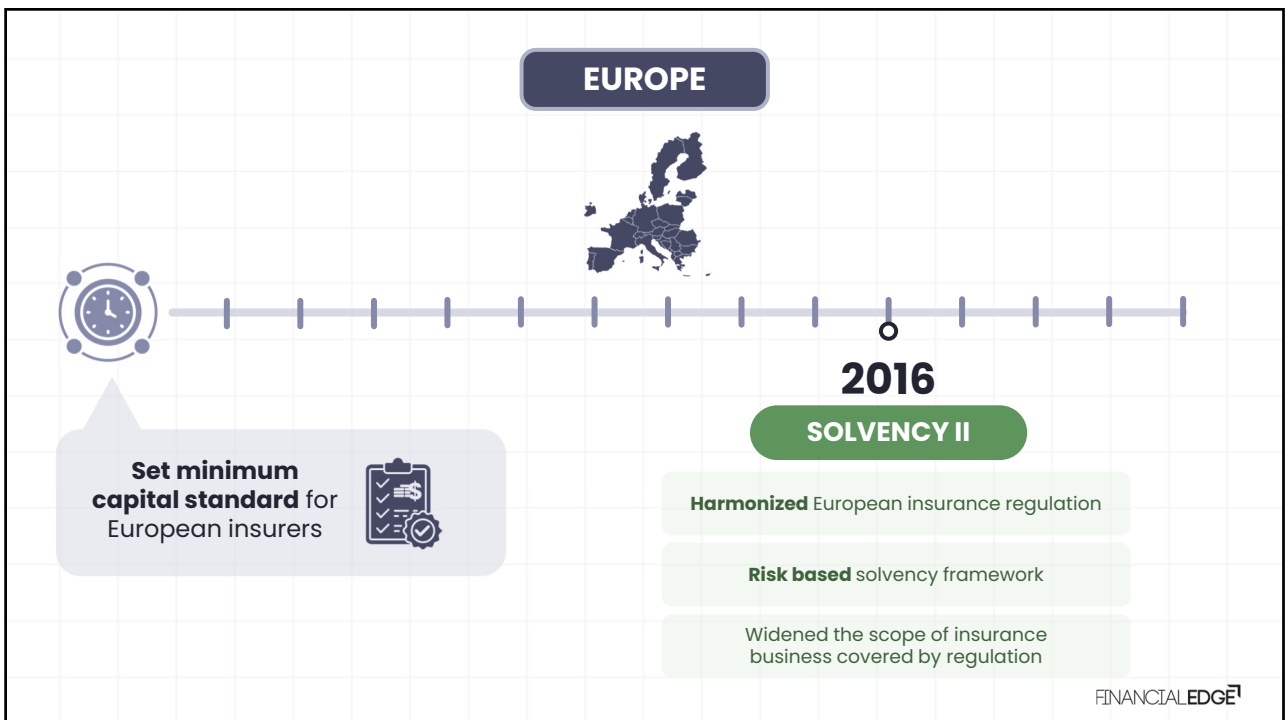 EUROPE
2016
SOLVENCY II
Set minimum
capital standard for
European insurers
$
Harmonized European insurance regulation
Risk based solvency framework
Widened the scope of insurance
business covered by regulation
FINANCIALEDGE